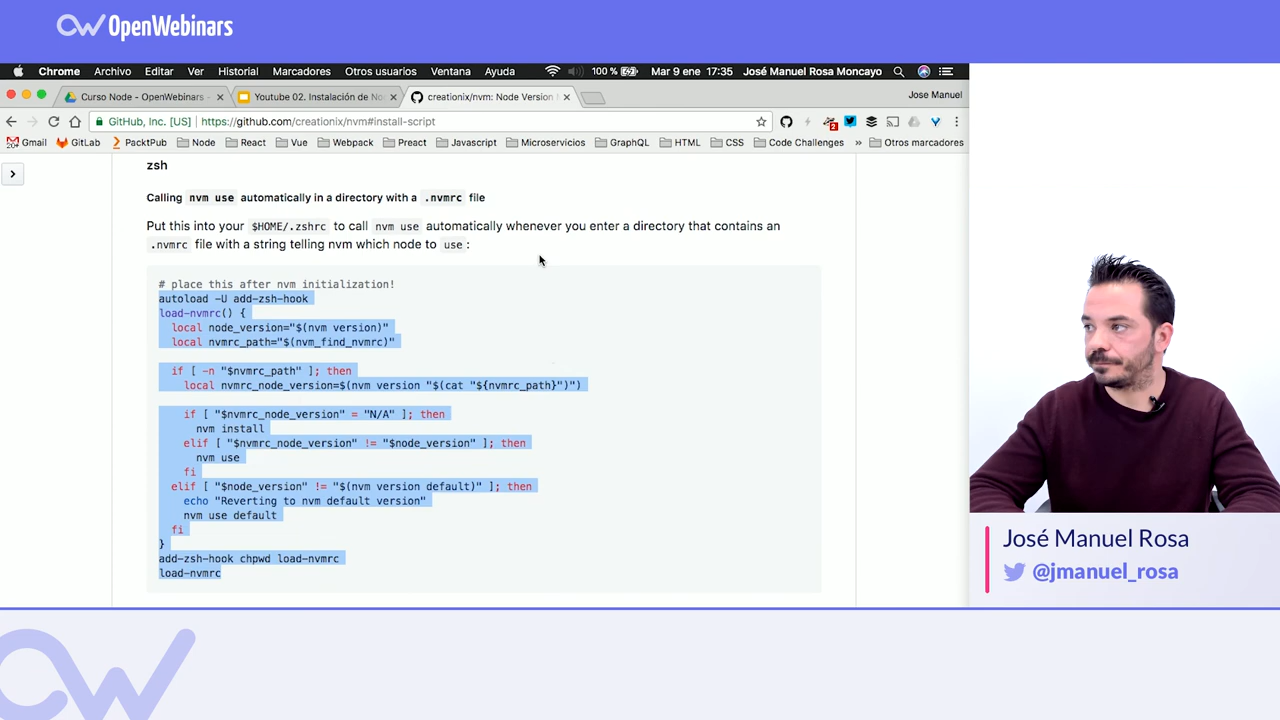 OpenWebinars
Chrome Archivo Editar Ver Historial Marcadores Otros usuarios Ventana Ayuda 100 % Mar 9 ene 17:35 José Manuel Rosa Moncayo
Curso Node - OpenWebinars - Youtube 02. Instalación de No creationix/nvm: Node Version José Manuel
GitHub, Inc. [US] https://github.com/creationix/nvm#install-script 2
Gmail GitLab PacktPub Node React Vue Webpack Preact Javascript Microservicios GraphQL HTML CSS Code Challenges » Otros marcadores
zsh
Calling nvm use automatically in a directory with a .nvmrc file
Put this into your $HOME/.zshrc to call nvm use automatically whenever you enter a directory that contains an
.nvmrc file with a string telling nvm which node to use :
# place this after nvm initialization!
autoload -U add-zsh-hook
load-nvmrc() {
local node_version="$(nvm version)"
local nvmrc_path="$(nvm_find_nvmrc)"
if [ -n "$nvmrc_path" ]; then
local nvmrc_node_version=$(nvm version "$(cat "${nvmrc_path}")")
if [ "$nvmrc_node_version" = "N/A" ]; then
nvm install
elif [ "$nvmrc_node_version" != "$node_version" ]; then
nvm use
fi
elif [ "$node_version" != "$(nvm version default)" ]; then
echo "Reverting to nvm default version"
nvm use default
fi
}
add-zsh-hook chpwd load-nvmrc
load-nvmrc
José Manuel Rosa
@jmanuel_rosa